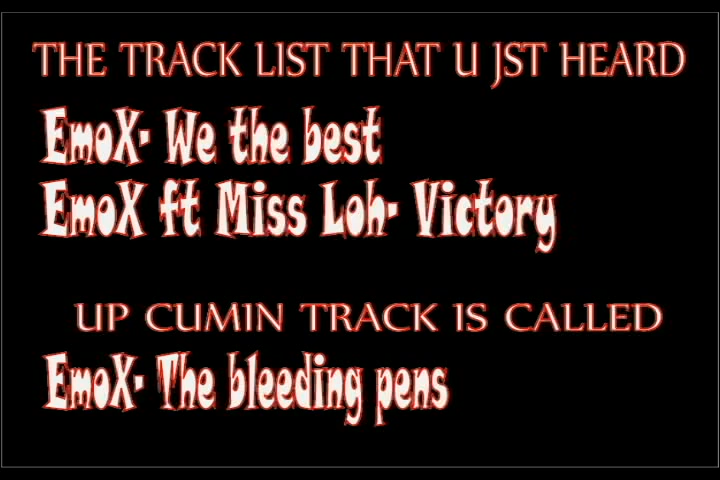 THE TRACK LIST THAT U JST HEARD
EmoX- We the best
EmoX ft Miss Loh- Victory
UP CUMIN TRACK IS CALLED
EmoX- The bleeding pens